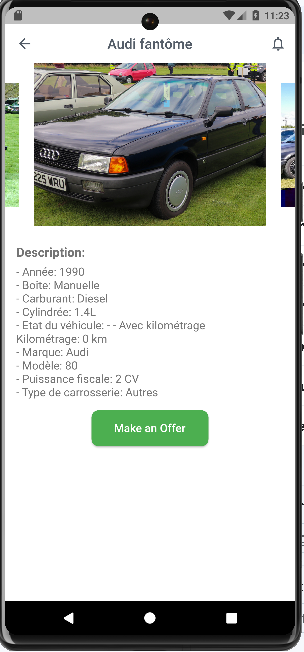 11:23
Audi fantôme
225 WRU
Description:
- Année: 1990
- Boite: Manuelle
- Carburant: Diesel
- Cylindrée: 1.4L
- Etat du véhicule: - - Avec kilométrage
Kilométrage: 0 km
- Marque: Audi
- Modèle: 80
- Puissance fiscale: 2 CV
- Type de carrosserie: Autres
Make an Offer